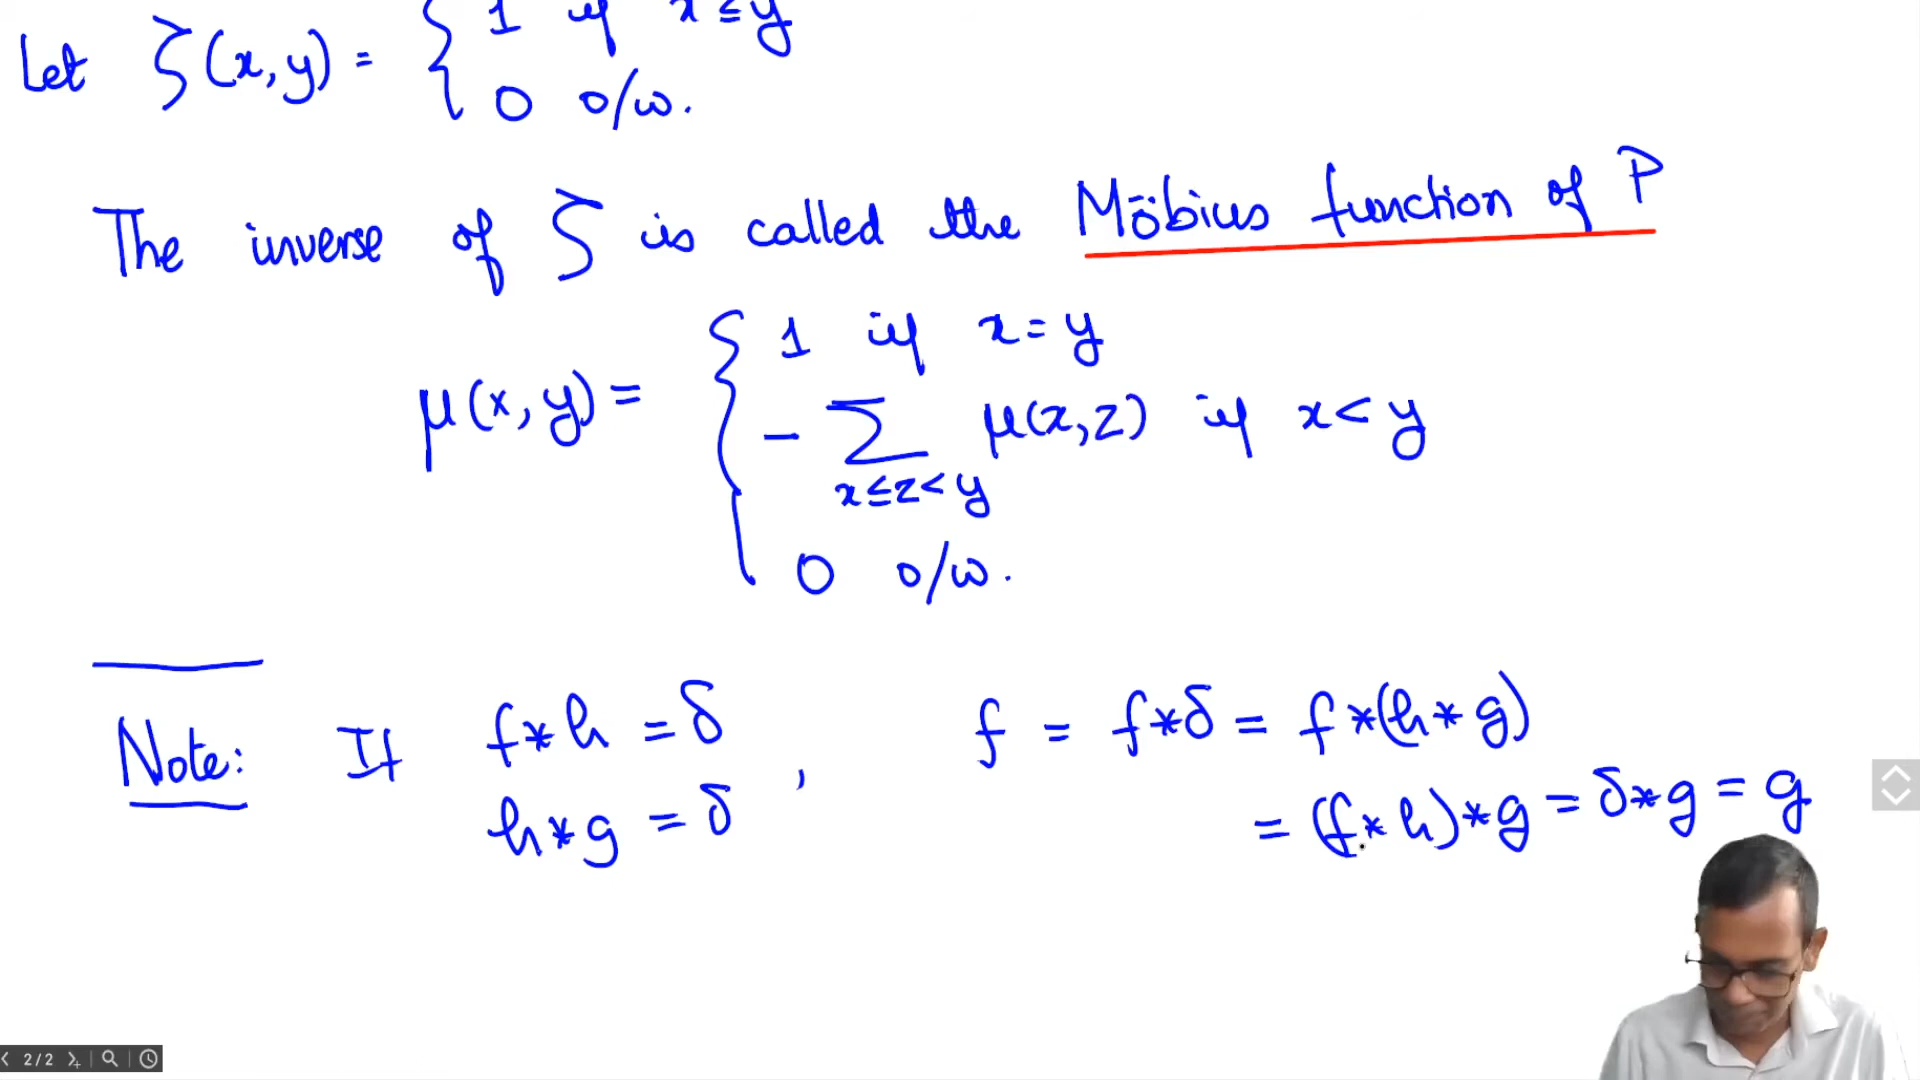 Let ζ(x,y) = { 1 if x ≤ y
0 o/w.
The inverse of ζ is called the Möbius function of P
μ(x,y) = { 1 if x = y
- ∑ μ(x,z) if x < y
x≤z<y
0 o/w.
Note: If f*h = δ , f = f*δ = f*(h*g)
h*g = δ = (f*h)*g = δ*g = g
2/2